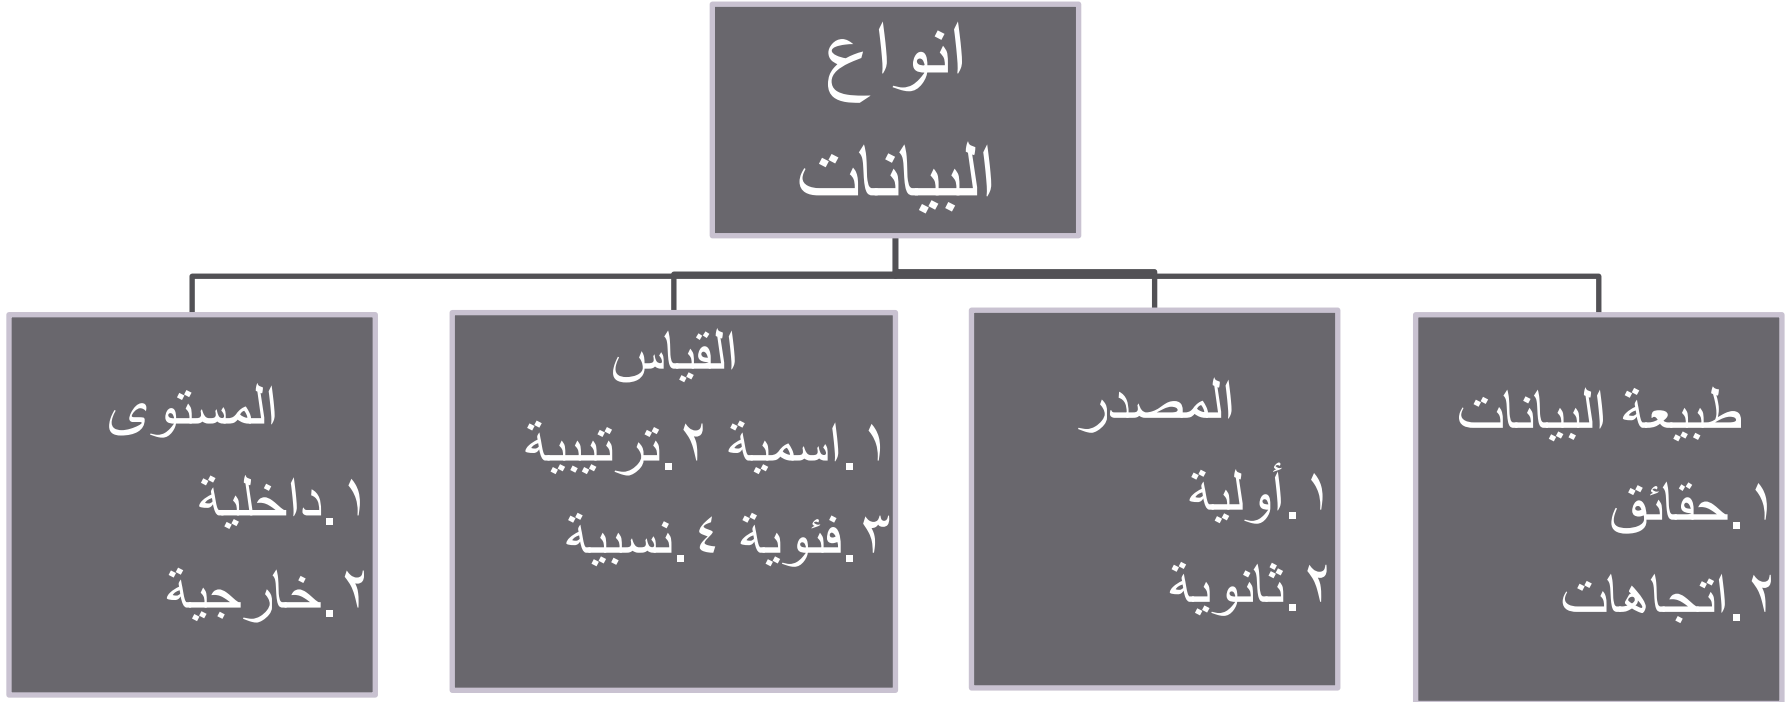 انواع
البيانات
طبيعة البيانات
١.حقائق
٢.اتجاهات
المصدر
١.أولية
٢.ثانوية
القياس
١.اسمية ٢.ترتيبية
٣.فئوية ٤.نسبية
المستوى
١.داخلية
٢.خارجية